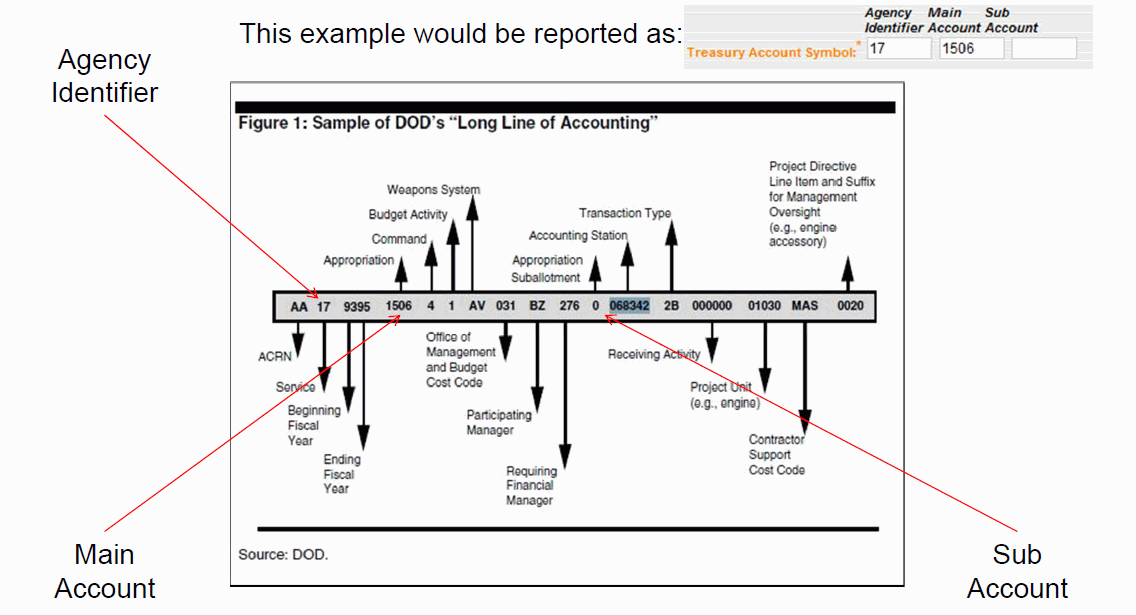 This example would be reported as:
Agency Main Sub
Identifier Account Account
Treasury Account Symbol:* 17 1506
Agency
Identifier
Figure 1: Sample of DOD's “Long Line of Accounting”
Project Directive
Line Item and Suffix
for Management
Oversight
(e.g., engine
accessory)
Weapons System
Budget Activity
Transaction Type
Command
Accounting Station
Appropriation
Appropriation
Suballotment
AA 17 9395 1506 4 1 AV 031 BZ 276 0 068342 2B 000000 01030 MAS 0020
ACRN
Service
Beginning
Fiscal
Year
Ending
Fiscal
Year
Office of
Management
and Budget
Cost Code
Participating
Manager
Requiring
Financial
Manager
Receiving Activity
Project Unit
(e.g., engine)
Contractor
Support
Cost Code
Source: DOD.
Main
Account
Sub
Account